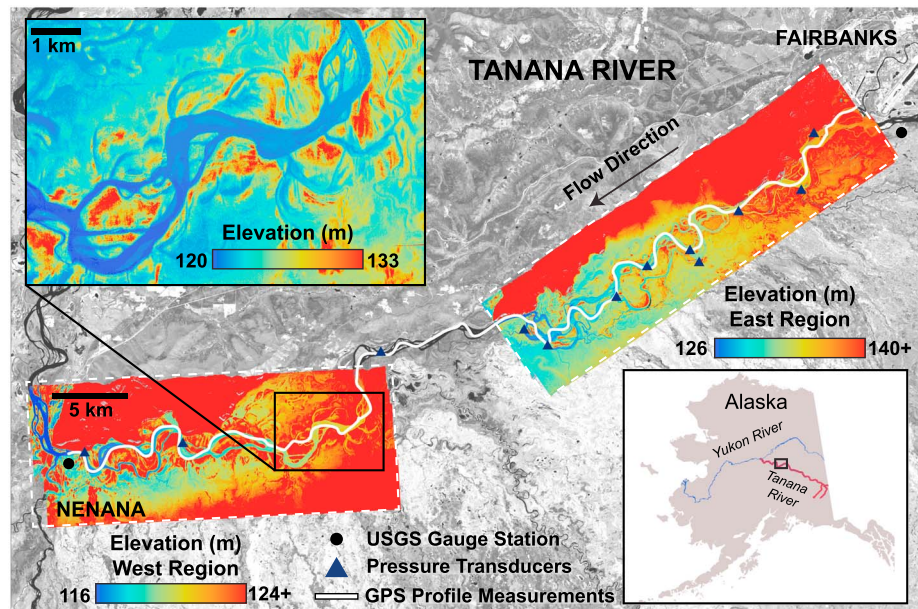 1 km
FAIRBANKS
TANANA RIVER
Flow Direction
Elevation (m)
120
133
Elevation (m)
East Region
126
140+
5 km
NENANA
Alaska
Yukon River
Tanana
River
USGS Gauge Station
Pressure Transducers
GPS Profile Measurements
Elevation (m)
West Region
116
124+